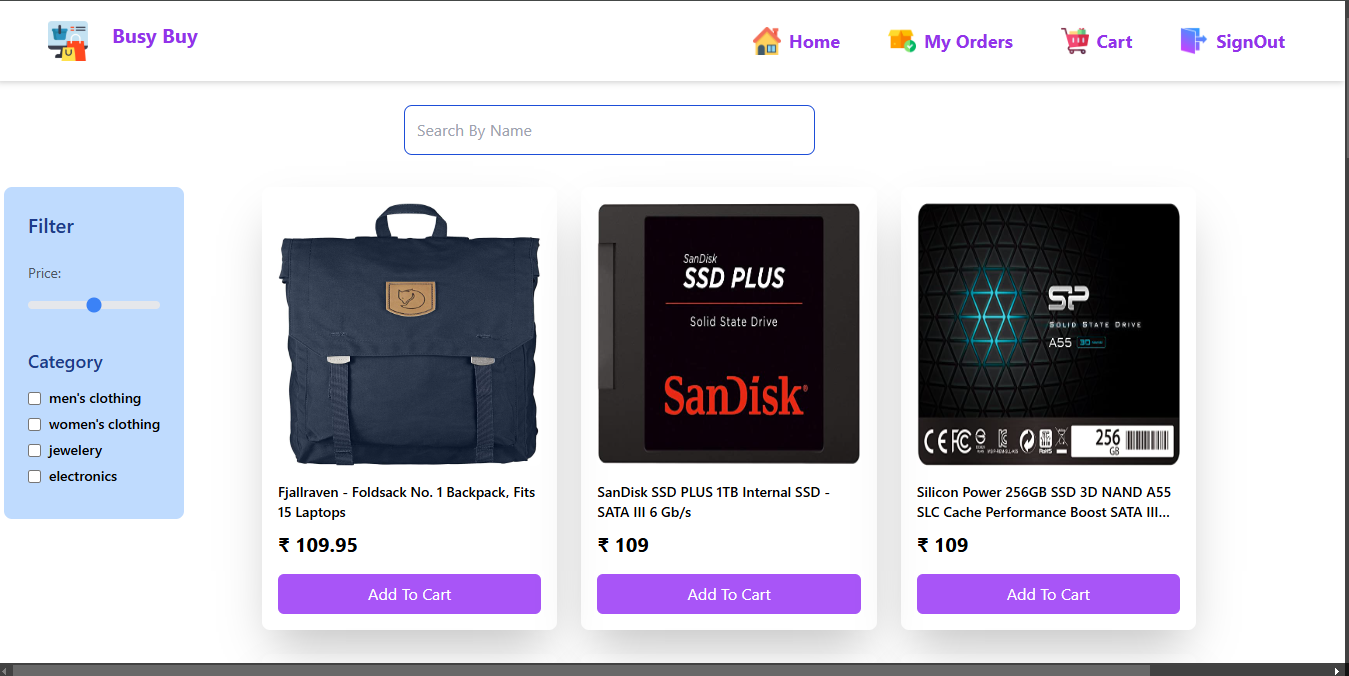 Busy Buy
Home
My Orders
Cart
SignOut
Search By Name
Filter
Price:
Category
men's clothing
women's clothing
jewelery
electronics
SanDisk
SSD PLUS
Solid State Drive
SanDisk
SP
SOLID STATE DRIVE
A55
256
GB
Fjallraven - Foldsack No. 1 Backpack, Fits
15 Laptops
₹ 109.95
Add To Cart
SanDisk SSD PLUS 1TB Internal SSD -
SATA III 6 Gb/s
₹ 109
Add To Cart
Silicon Power 256GB SSD 3D NAND A55
SLC Cache Performance Boost SATA III...
₹ 109
Add To Cart